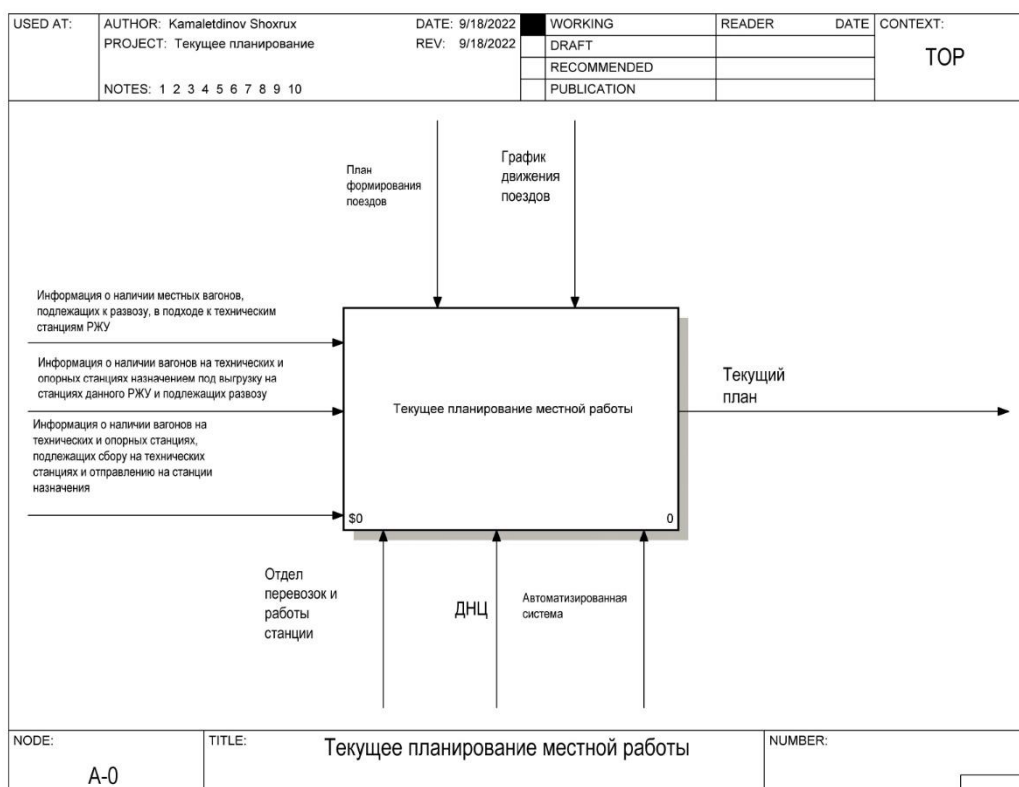 USED AT:
AUTHOR: Kamaletdinov Shoxrux
DATE: 9/18/2022
PROJECT: Текущее планирование
REV: 9/18/2022
NOTES: 1 2 3 4 5 6 7 8 9 10
WORKING
DRAFT
RECOMMENDED
PUBLICATION
READER
DATE
CONTEXT:
TOP
План
формирования
поездов
График
движения
поездов
Информация о наличии местных вагонов,
подлежащих к развозу, в подходе к техническим
станциям РЖУ
Информация о наличии вагонов на технических и
опорных станциях назначением под выгрузку на
станциях данного РЖУ и подлежащих развозу
Информация о наличии вагонов на
технических и опорных станциях,
подлежащих сбору на технических
станциях и отправлению на станции
назначения
Текущее планирование местной работы
$0
0
Текущий
план
Отдел
перевозок и
работы
станции
ДНЦ
Автоматизированная
система
NODE:
A-0
TITLE:
Текущее планирование местной работы
NUMBER: